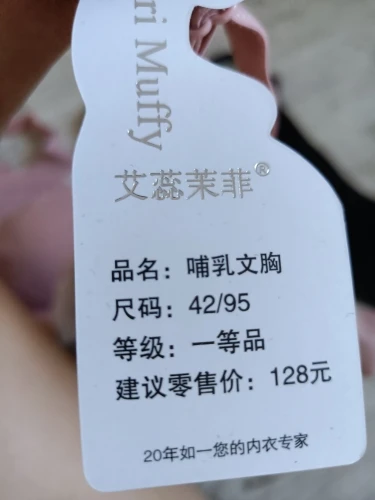 ri Muffy
艾蕊茉菲®
品名：哺乳文胸
尺码：42/95
等级：一等品
建议零售价：128元
20年如一您的内衣专家